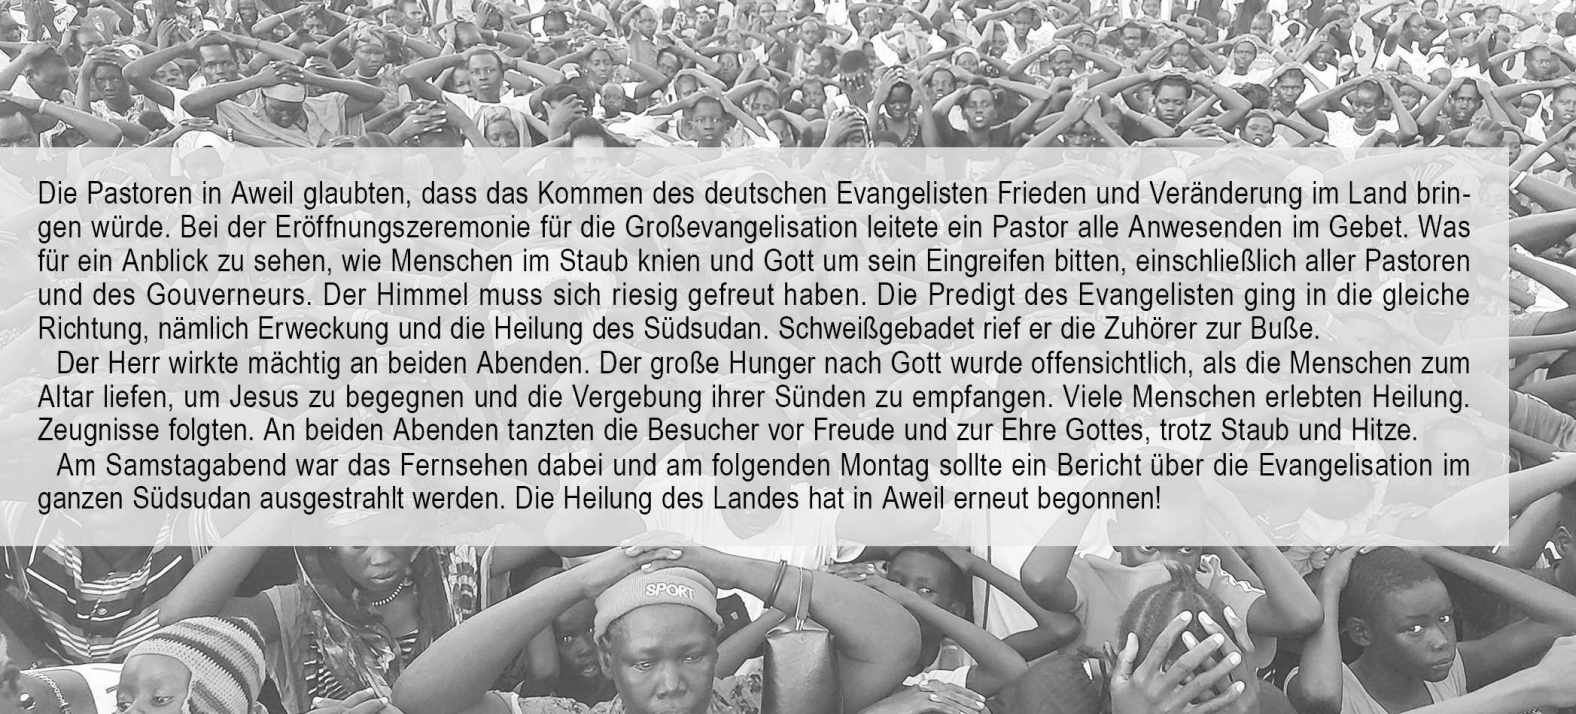 Die Pastoren in Aweil glaubten, dass das Kommen des deutschen Evangelisten Frieden und Veränderung im Land brin-
gen würde. Bei der Eröffnungszeremonie für die Großevangelisation leitete ein Pastor alle Anwesenden im Gebet. Was
für ein Anblick zu sehen, wie Menschen im Staub knien und Gott um sein Eingreifen bitten, einschließlich aller Pastoren
und des Gouverneurs. Der Himmel muss sich riesig gefreut haben. Die Predigt des Evangelisten ging in die gleiche
Richtung, nämlich Erweckung und die Heilung des Südsudan. Schweißgebadet rief er die Zuhörer zur Buße.
Der Herr wirkte mächtig an beiden Abenden. Der große Hunger nach Gott wurde offensichtlich, als die Menschen zum
Altar liefen, um Jesus zu begegnen und die Vergebung ihrer Sünden zu empfangen. Viele Menschen erlebten Heilung.
Zeugnisse folgten. An beiden Abenden tanzten die Besucher vor Freude und zur Ehre Gottes, trotz Staub und Hitze.
Am Samstagabend war das Fernsehen dabei und am folgenden Montag sollte ein Bericht über die Evangelisation im
ganzen Südsudan ausgestrahlt werden. Die Heilung des Landes hat in Aweil erneut begonnen!
SPORT